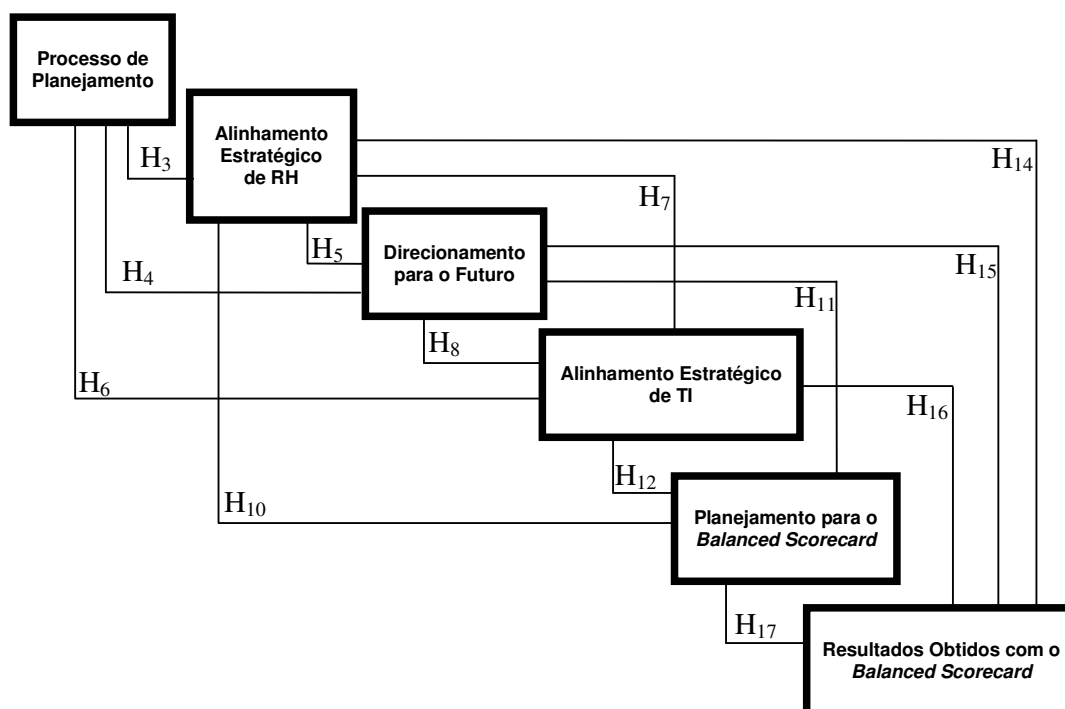 Processo de
Planejamento
Alinhamento
Estratégico
de RH
H3
H14
H7
Direcionamento
para o Futuro
H5
H15
H4
H11
H8
Alinhamento Estratégico
de TI
H6
H16
H12
H10
Planejamento para o
Balanced Scorecard
H17
Resultados Obtidos com o
Balanced Scorecard